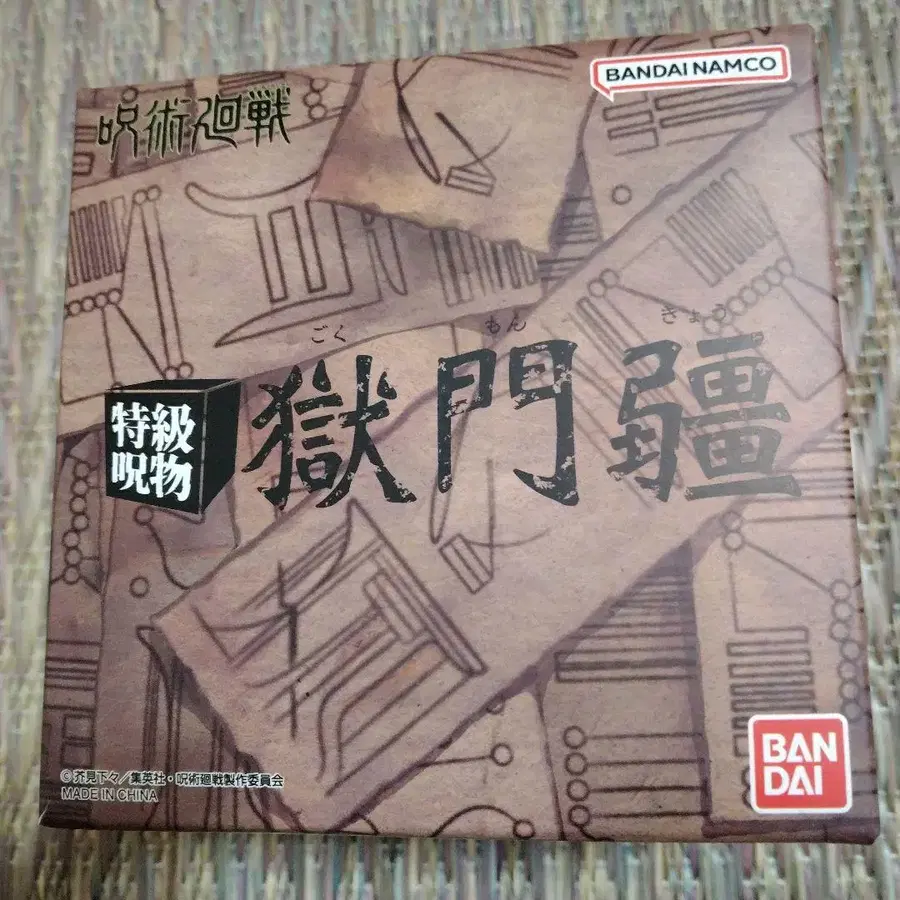 呪術廻戦
BANDAI NAMCO
ごくもんきょう
特級
呪物
獄門疆
©芥見下々／集英社・呪術廻戦製作委員会
MADE IN CHINA
BAN
DAI